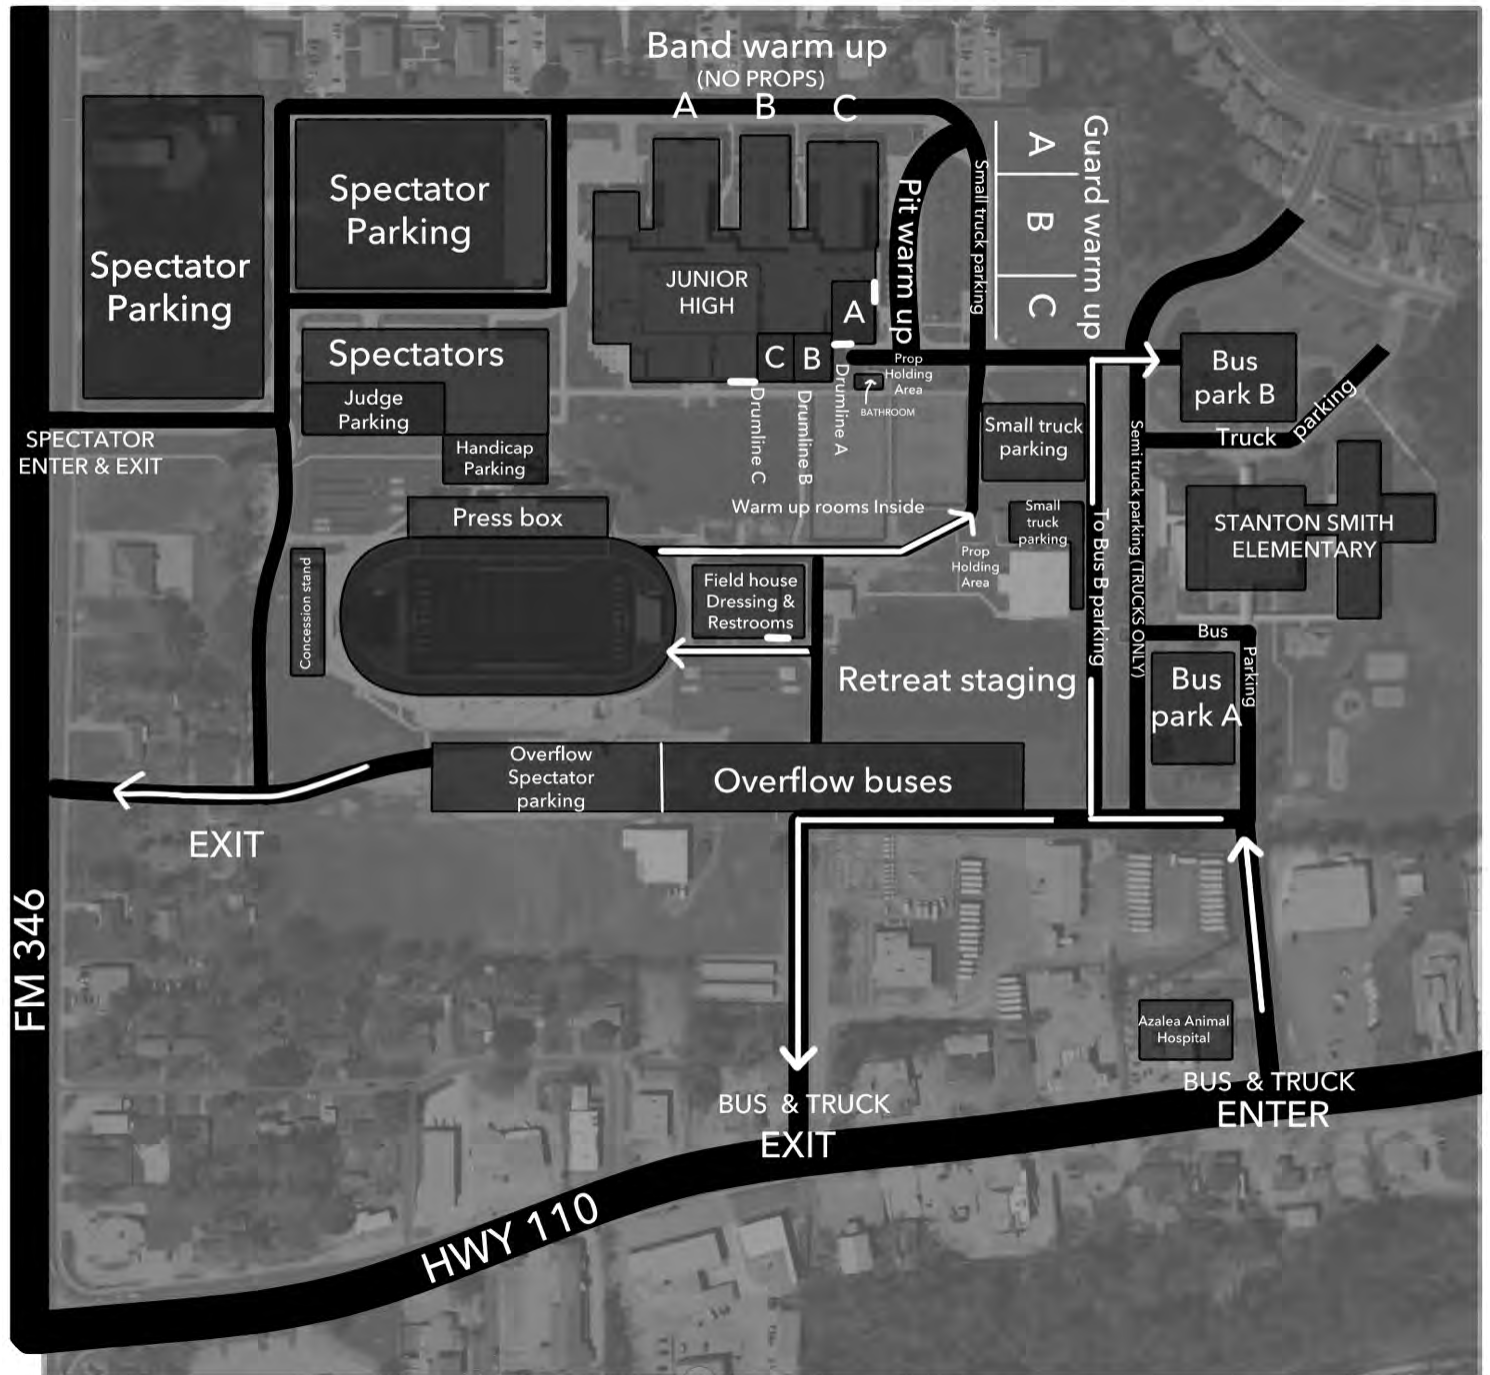 Band warm up
(NO PROPS)
A B C
Spectator
Parking
Spectator
Parking
JUNIOR
HIGH
A
C B
Pit warm up
Small truck parking
A
B
C
Guard warm up
Spectators
Judge
Parking
Handicap
Parking
SPECTATOR
ENTER & EXIT
Prop
Holding
Area
BATHROOM
Drumline C
Drumline B
Drumline A
Warm up rooms Inside
Small truck
parking
Small
truck
parking
Bus
park B
Truck parking
Press box
Concession stand
Field house
Dressing &
Restrooms
Prop
Holding
Area
To Bus B parking
Semi truck parking (TRUCKS ONLY)
STANTON SMITH
ELEMENTARY
Bus Parking
Bus
park A
Retreat staging
Overflow
Spectator
parking
Overflow buses
EXIT
FM 346
Azalea Animal
Hospital
BUS & TRUCK
ENTER
BUS & TRUCK
EXIT
HWY 110